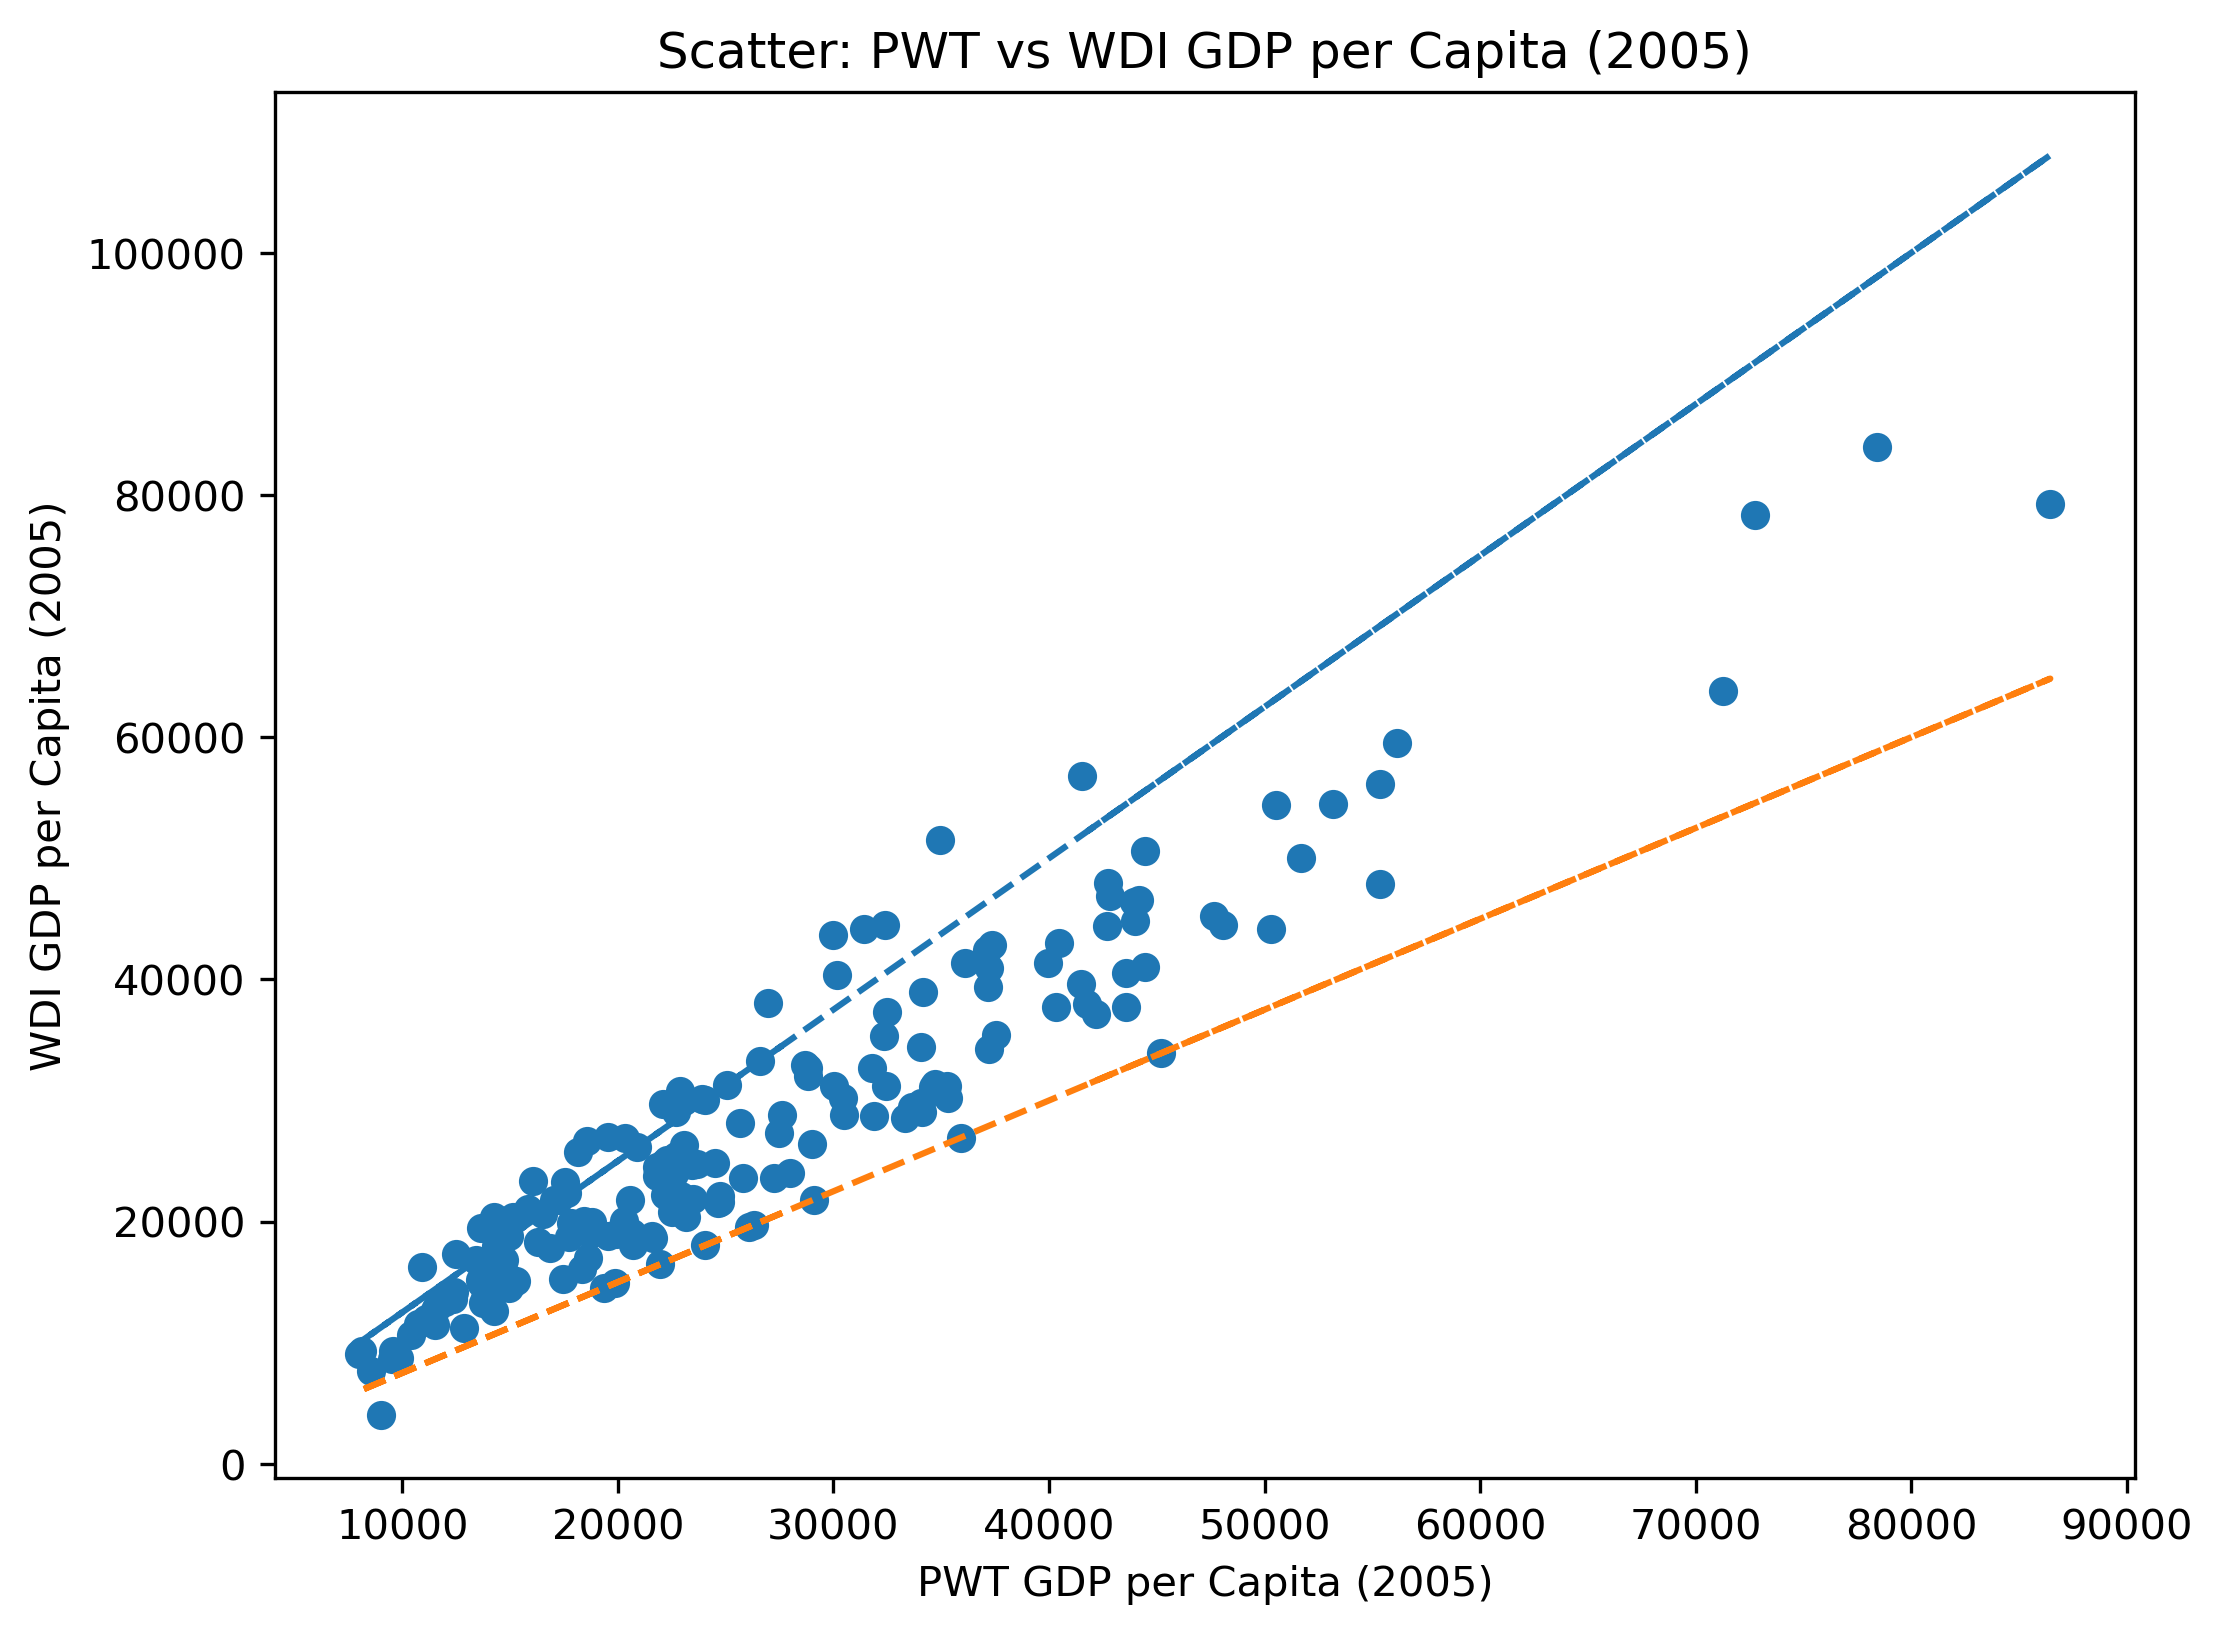 Scatter: PWT vs WDI GDP per Capita (2005)
WDI GDP per Capita (2005)
100000
80000
60000
40000
20000
0
10000 20000 30000 40000 50000 60000 70000 80000 90000
PWT GDP per Capita (2005)